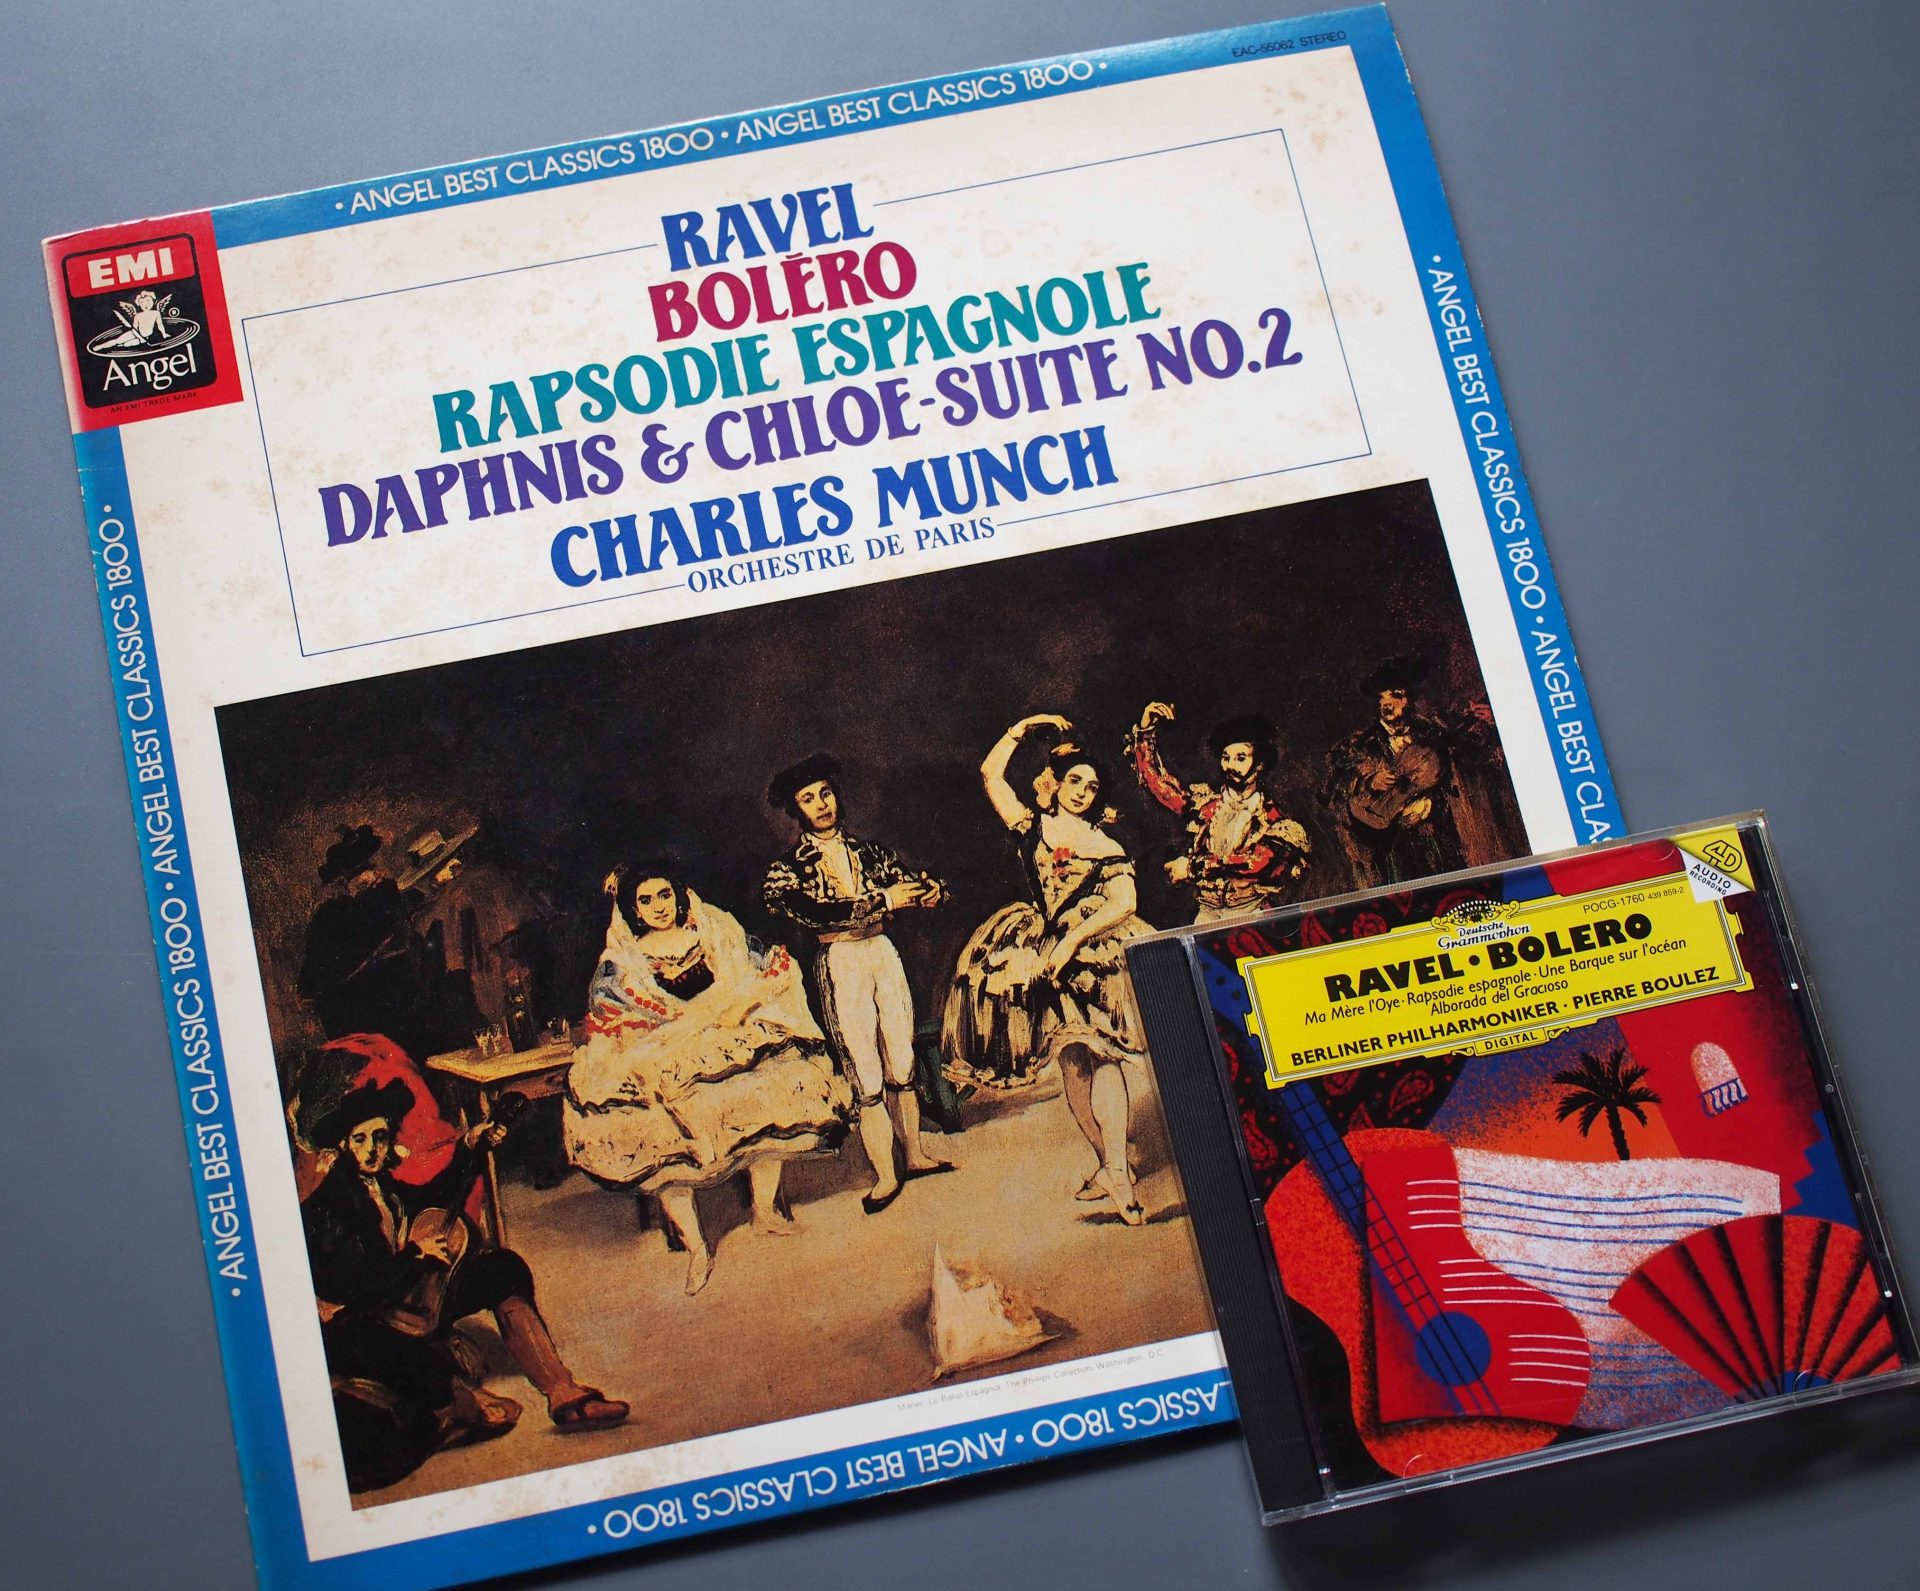 EAC-55062 STEREO
• ANGEL BEST CLASSICS 1800 • ANGEL BEST CLASSICS 1800 •
EMI
Angel
AN EMI TRADE MARK
RAVEL
BOLÉRO
RAPSODIE ESPAGNOLE
DAPHNIS & CHLOE-SUITE NO.2
CHARLES MUNCH
ORCHESTRE DE PARIS
• ANGEL BEST CLASSICS 1800 • ANGEL BEST CLAS
• ANGEL BEST CLASSICS 1800 • ANGEL BEST CLASSICS 1800 •
Manet: Le Ballet Espagnol The Phillipy Collection, Washington, D.C.
LASSICS 1800 • ANGEL BEST CLASSICS 1800 •
4D
AUDIO
RECORDING
POCG-1760 439 859-2
Deutsche
Grammophon
RAVEL • BOLERO
Ma Mère l'Oye · Rapsodie espagnole · Une Barque sur l'océan
Alborada del Gracioso
BERLINER PHILHARMONIKER · PIERRE BOULEZ
DIGITAL